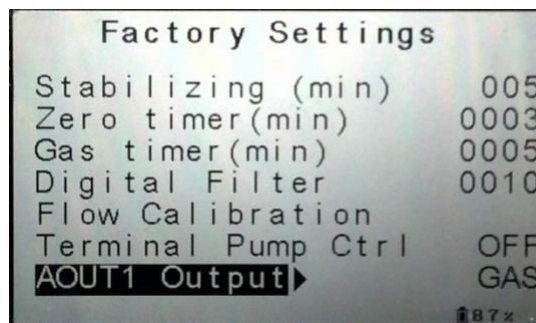 Factory Settings
Stabilizing (min) 005
Zero timer(min) 0003
Gas timer(min) 0005
Digital Filter 0010
Flow Calibration
Terminal Pump Ctrl OFF
AOUT1 Output▶ GAS
87%